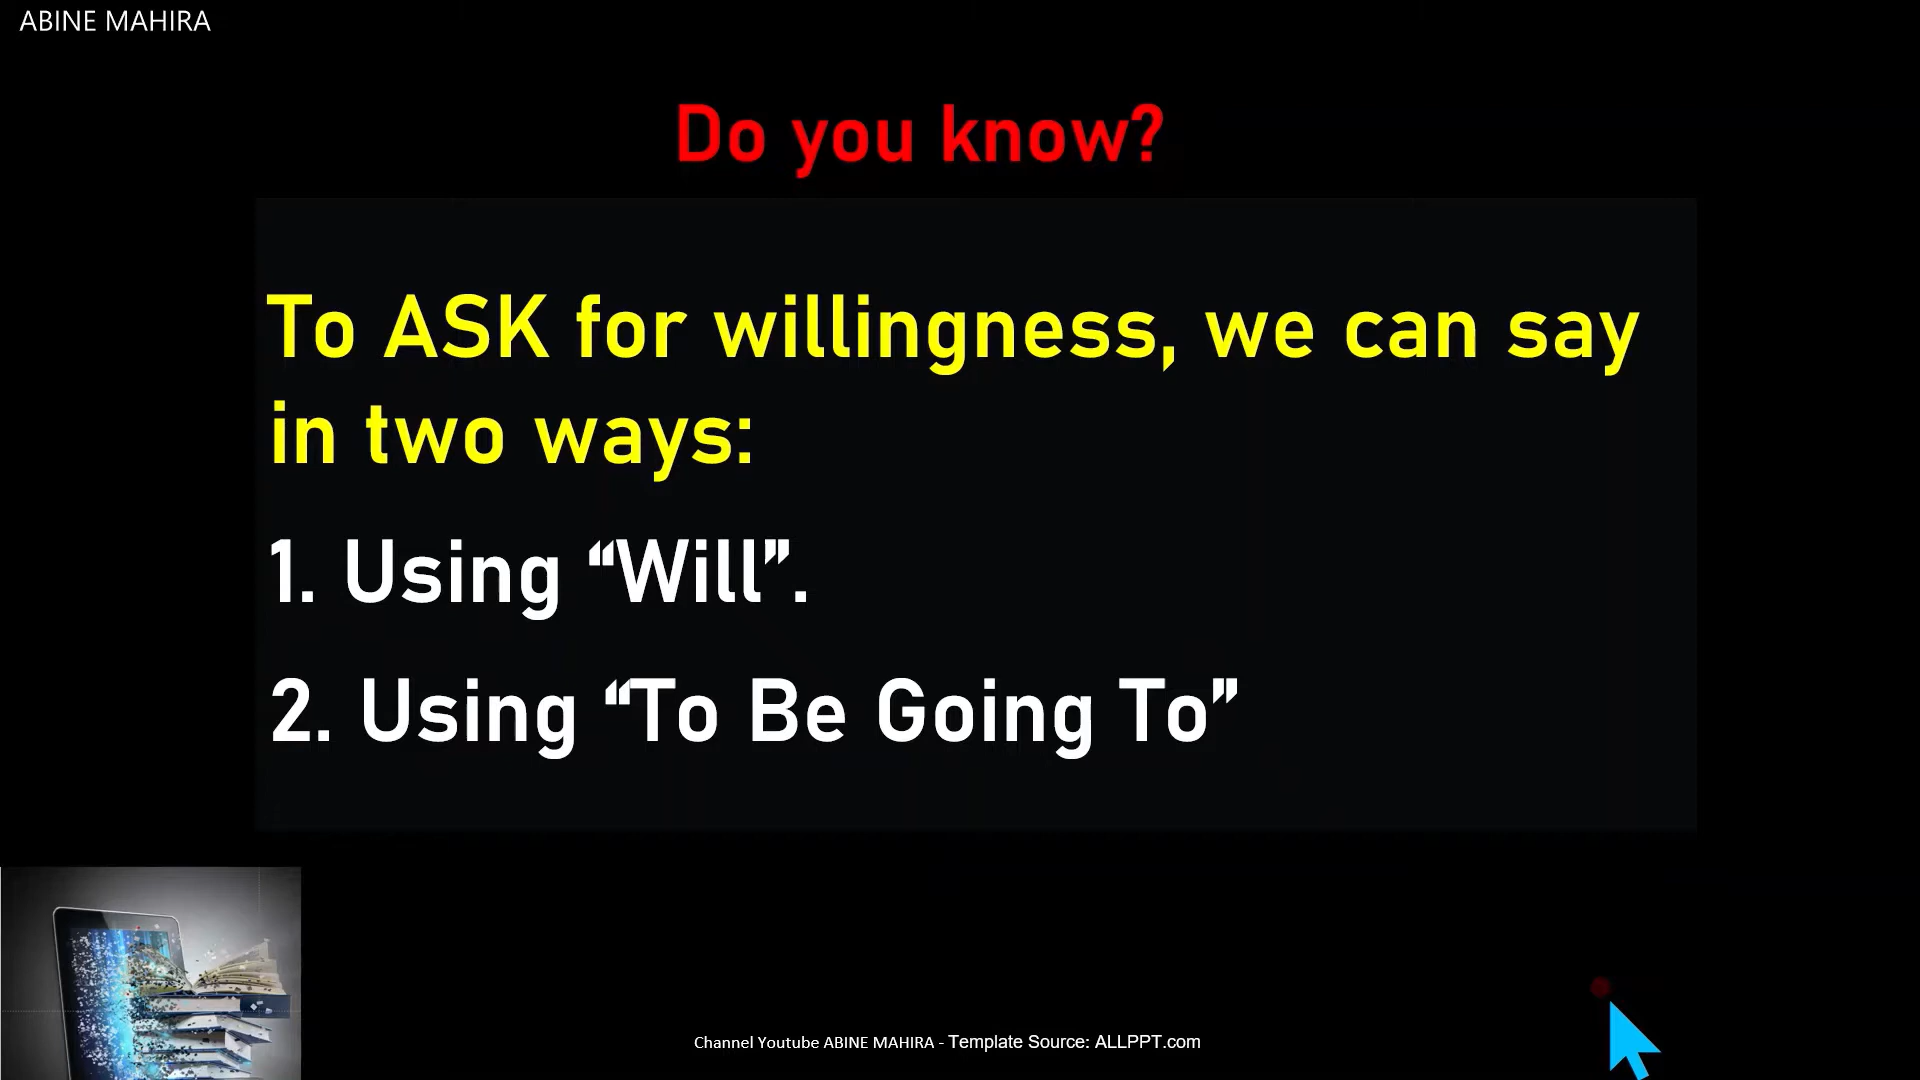 ABINE MAHIRA
Do you know?
To ASK for willingness, we can say
in two ways:
1. Using “Will”.
2. Using “To Be Going To”
Channel Youtube ABINE MAHIRA - Template Source: ALLPPT.com